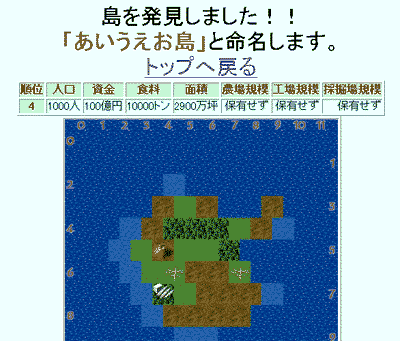 島を発見しました！！
「あいうえお島」と命名します。
トップへ戻る
順位 人口 資金 食料 面積 農場規模 工場規模 採掘場規模
4 1000人 100億円 10000トン 2900万坪 保有せず 保有せず 保有せず
0 1 2 3 4 5 6 7 8 9 10 11
0
1
2
3
4
5
6
7
8